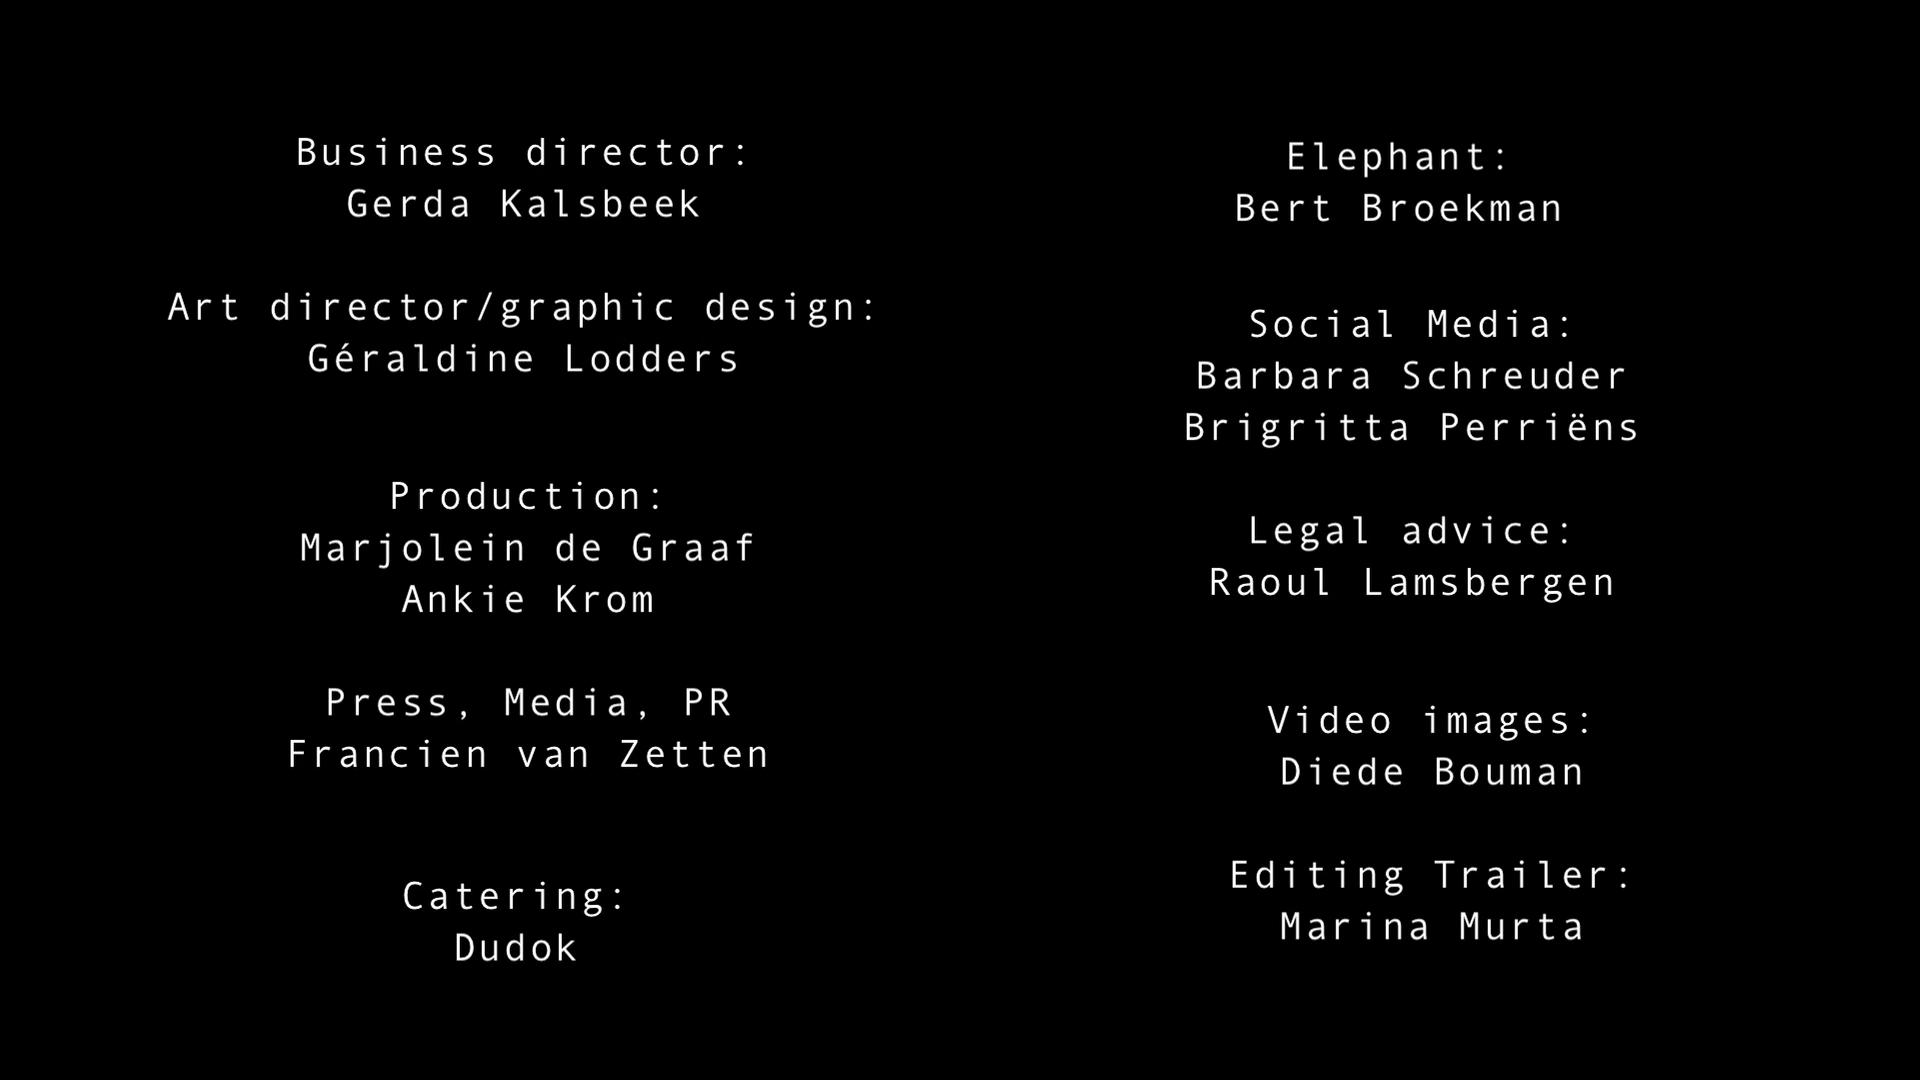 Business director:
Gerda Kalsbeek
Art director/graphic design:
Géraldine Lodders
Production:
Marjolein de Graaf
Ankie Krom
Press, Media, PR
Francien van Zetten
Catering:
Dudok
Elephant:
Bert Broekman
Social Media:
Barbara Schreuder
Brigritta Perriëns
Legal advice:
Raoul Lamsbergen
Video images:
Diede Bouman
Editing Trailer:
Marina Murta